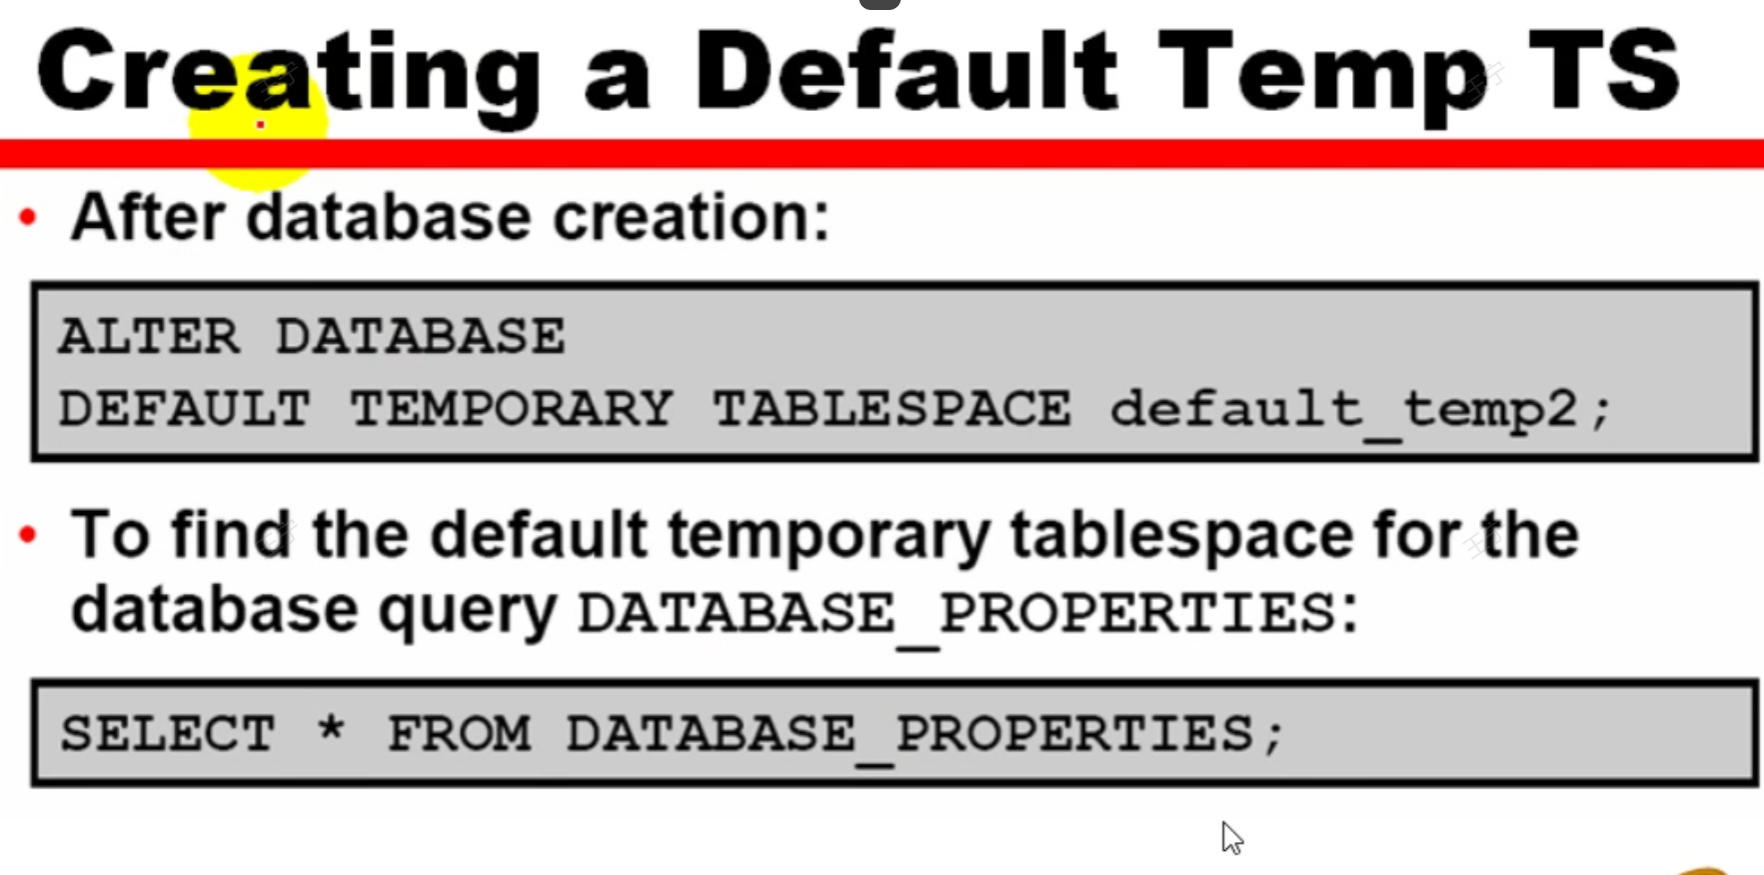 Creating a Default Temp TS
• After database creation:
ALTER DATABASE
DEFAULT TEMPORARY TABLESPACE default_temp2;
• To find the default temporary tablespace for the
database query DATABASE_PROPERTIES:
SELECT * FROM DATABASE_PROPERTIES;